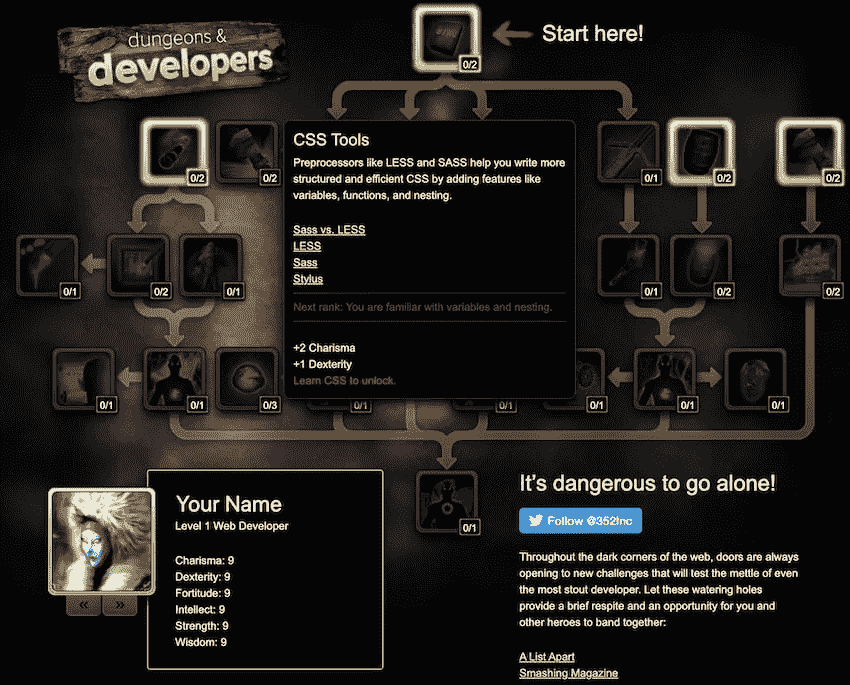 dungeons &
developers
Start here!
0/2
0/2
0/2
0/1
0/2
0/2
CSS Tools
Preprocessors like LESS and SASS help you write more
structured and efficient CSS by adding features like
variables, functions, and nesting.
Sass vs. LESS
LESS
Sass
Stylus
Next rank: You are familiar with variables and nesting.
+2 Charisma
+1 Dexterity
Learn CSS to unlock.
0/1
0/2
0/1
0/1
0/2
0/2
0/1
0/1
0/3
0/1
0/1
0/1
0/1
0/1
0/1
Your Name
Level 1 Web Developer
Charisma: 9
Dexterity: 9
Fortitude: 9
Intellect: 9
Strength: 9
Wisdom: 9
« »
It's dangerous to go alone!
Follow @352Inc
Throughout the dark corners of the web, doors are always
opening to new challenges that will test the mettle of even
the most stout developer. Let these watering holes
provide a brief respite and an opportunity for you and
other heroes to band together:
A List Apart
Smashing Magazine